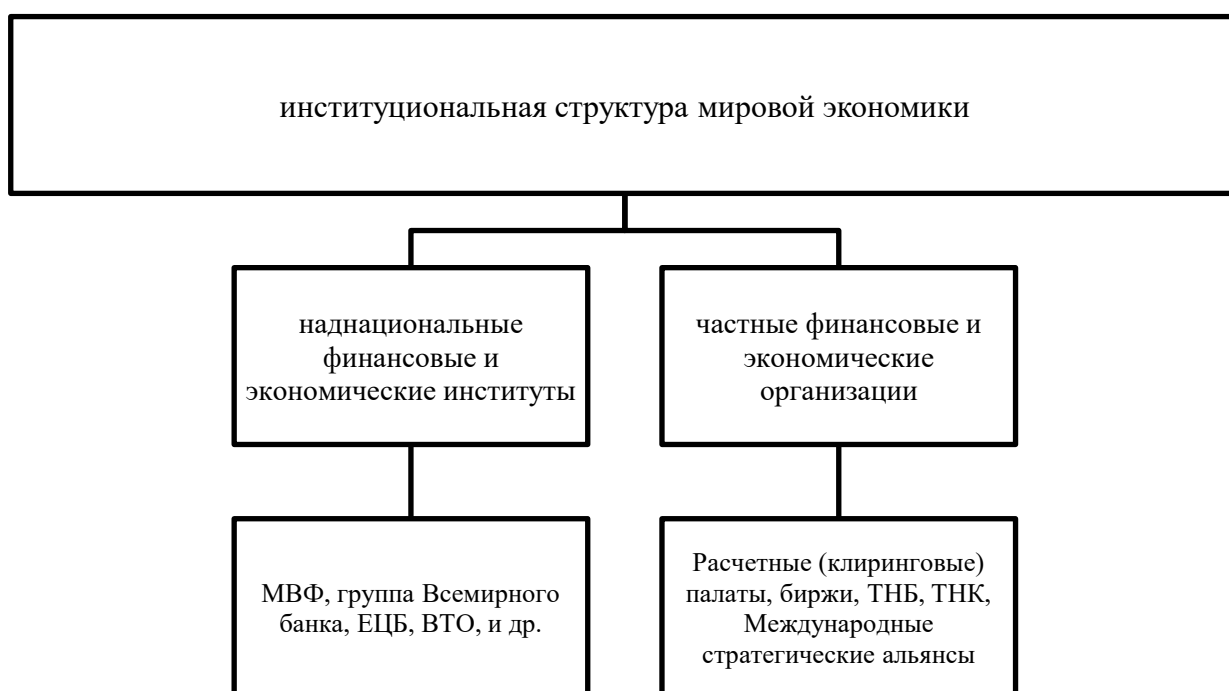 институциональная структура мировой экономики
наднациональные
финансовые и
экономические институты
частные финансовые и
экономические
организации
МВФ, группа Всемирного
банка, ЕЦБ, ВТО, и др.
Расчетные (клиринговые)
палаты, биржи, ТНБ, ТНК,
Международные
стратегические альянсы